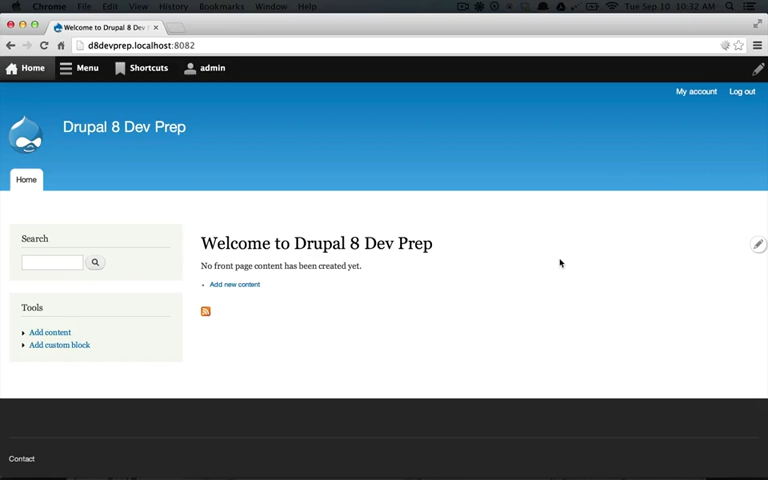 Chrome File Edit View History Bookmarks Window Help Tue Sep 10 10:32 AM
Welcome to Drupal 8 Dev
d8devprep.localhost:8082
Home Menu Shortcuts admin
My account Log out
Drupal 8 Dev Prep
Home
Search
Welcome to Drupal 8 Dev Prep
No front page content has been created yet.
Add new content
Tools
Add content
Add custom block
Contact